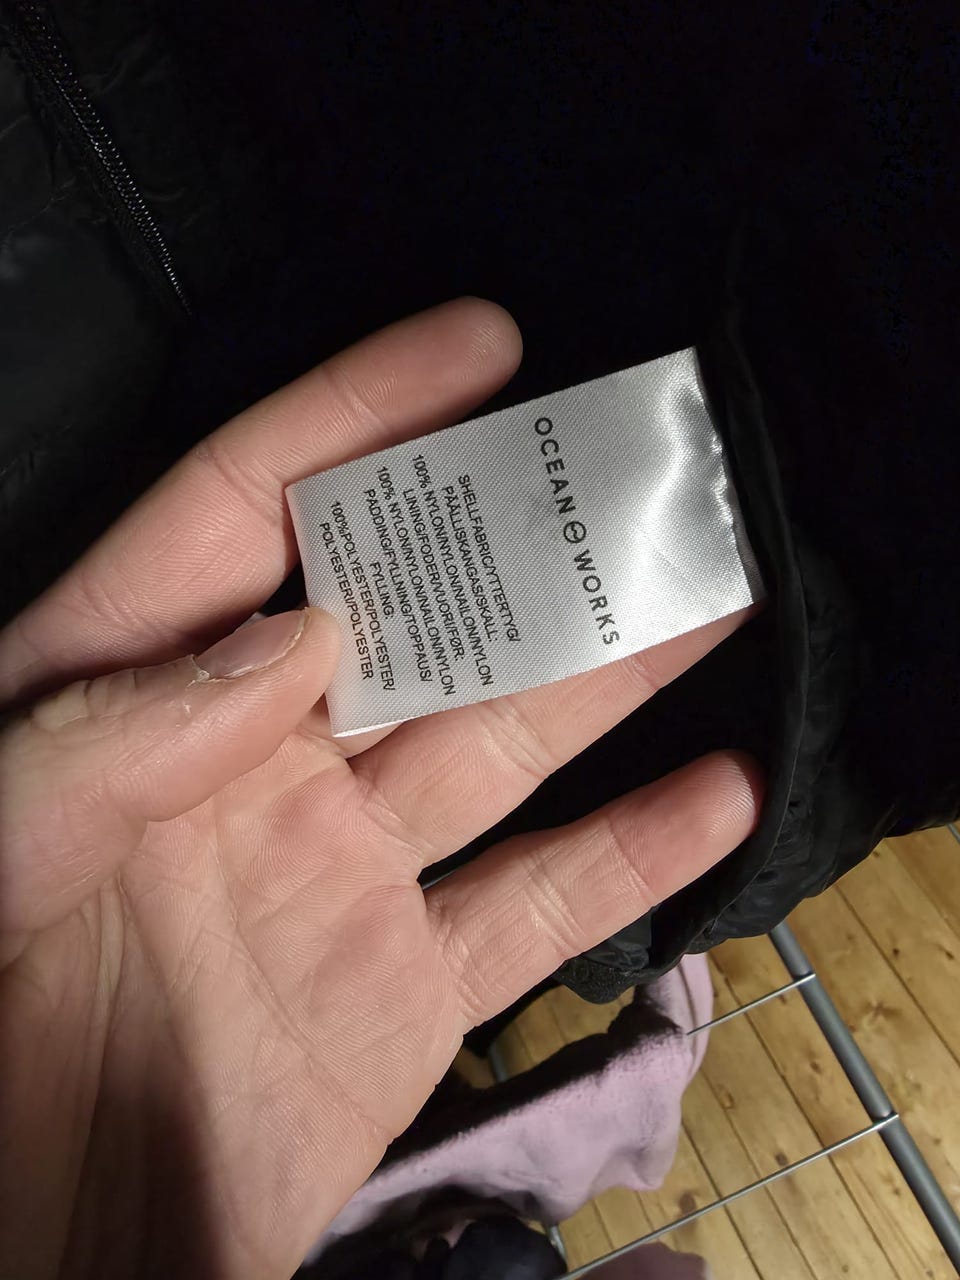 OCEAN WORKS
SHELLFABRIC/YTTERTYG/
PÄÄLLISKANGAS/SKALL:
100% NYLON/NYLON/NAILON/NYLON
LINING/FODER/VUORI/FØR:
100% NYLON/NYLON/NAILON/NYLON
PADDING/FYLLNING/TOPPAUS/
FYLLING:
100%POLYESTER/POLYESTER/
POLYESTERI/POLYESTER